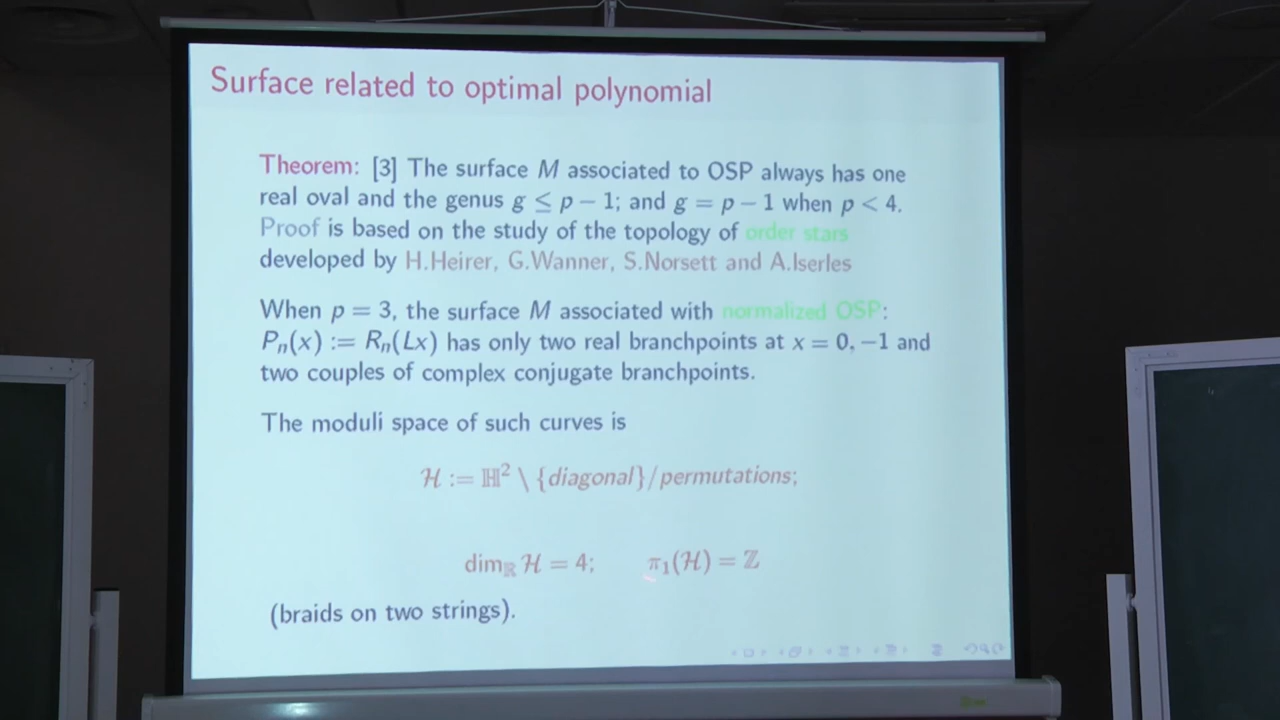 Surface related to optimal polynomial
Theorem: [3] The surface M associated to OSP always has one
real oval and the genus g ≤ p − 1; and g = p − 1 when p < 4.
Proof is based on the study of the topology of order stars
developed by H.Heirer, G.Wanner, S.Norsett and A.Iserles
When p = 3, the surface M associated with normalized OSP:
Pₙ(x) := Rₙ(Lx) has only two real branchpoints at x = 0, −1 and
two couples of complex conjugate branchpoints.
The moduli space of such curves is
ℋ := ℍ² \ {diagonal}/permutations;
dim_ℝ ℋ = 4; π₁(ℋ) = ℤ
(braids on two strings).